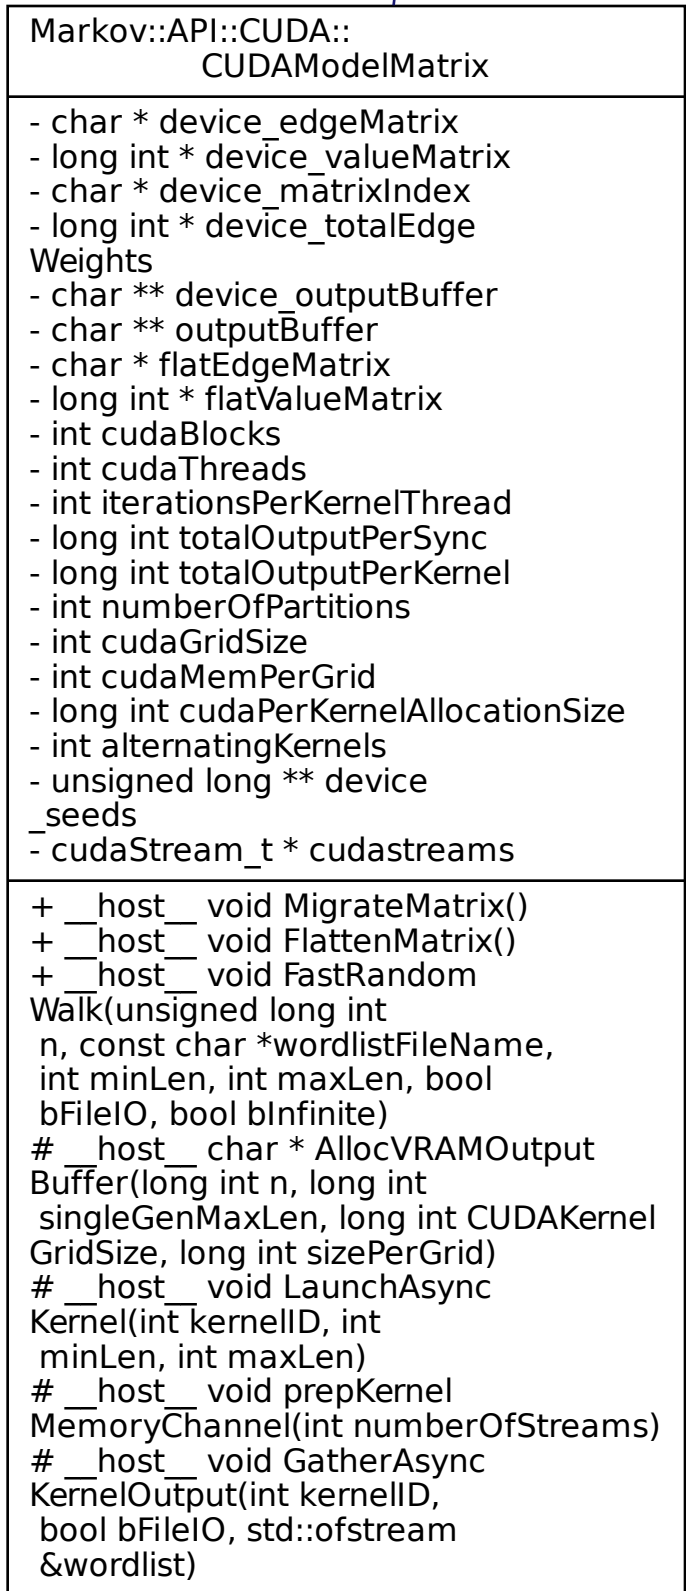 Markov::API::CUDA::
CUDAModelMatrix
- char * device_edgeMatrix
- long int * device_valueMatrix
- char * device_matrixIndex
- long int * device_totalEdge
Weights
- char ** device_outputBuffer
- char ** outputBuffer
- char * flatEdgeMatrix
- long int * flatValueMatrix
- int cudaBlocks
- int cudaThreads
- int iterationsPerKernelThread
- long int totalOutputPerSync
- long int totalOutputPerKernel
- int numberOfPartitions
- int cudaGridSize
- int cudaMemPerGrid
- long int cudaPerKernelAllocationSize
- int alternatingKernels
- unsigned long ** device
_seeds
- cudaStream_t * cudastreams
+ __host__ void MigrateMatrix()
+ __host__ void FlattenMatrix()
+ __host__ void FastRandom
Walk(unsigned long int
n, const char *wordlistFileName,
int minLen, int maxLen, bool
bFileIO, bool bInfinite)
# __host__ char * AllocVRAMOutput
Buffer(long int n, long int
singleGenMaxLen, long int CUDAKernel
GridSize, long int sizePerGrid)
# __host__ void LaunchAsync
Kernel(int kernelID, int
minLen, int maxLen)
# __host__ void prepKernel
MemoryChannel(int numberOfStreams)
# __host__ void GatherAsync
KernelOutput(int kernelID,
bool bFileIO, std::ofstream
&wordlist)